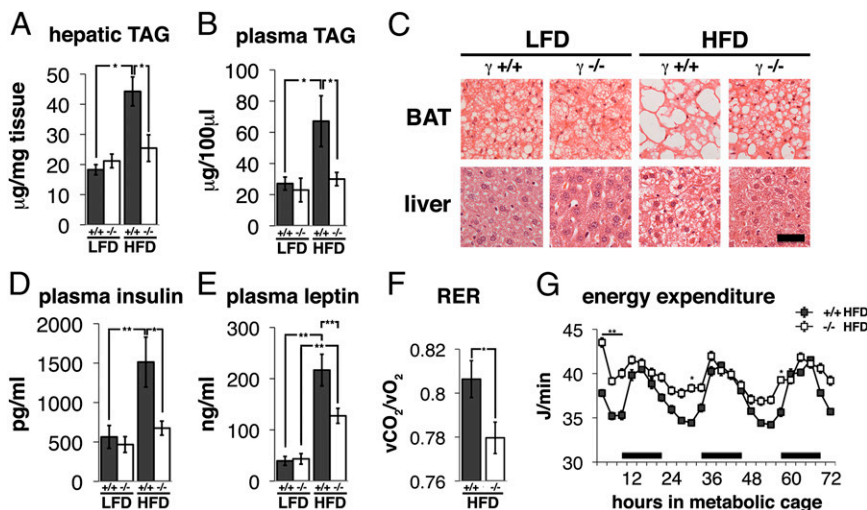 A hepatic TAG
μg/mg tissue
50
40
30
20
10
0
* *
+/+ -/- +/+ -/-
LFD HFD
B plasma TAG
μg/100μl
100
80
60
40
20
0
* *
+/+ -/- +/+ -/-
LFD HFD
C
LFD HFD
γ +/+ γ -/- γ +/+ γ -/-
BAT
liver
D plasma insulin
pg/ml
2000
1500
1000
500
0
** *
+/+ -/- +/+ -/-
LFD HFD
E plasma leptin
ng/ml
300
200
100
0
**
** **
+/+ -/- +/+ -/-
LFD HFD
F RER
vCO2/vO2
0.82
0.8
0.78
0.76
*
+/+ -/-
HFD
G energy expenditure
+/+ HFD
-/- HFD
J/min
45
40
35
30
** * *
12 24 36 48 60 72
hours in metabolic cage